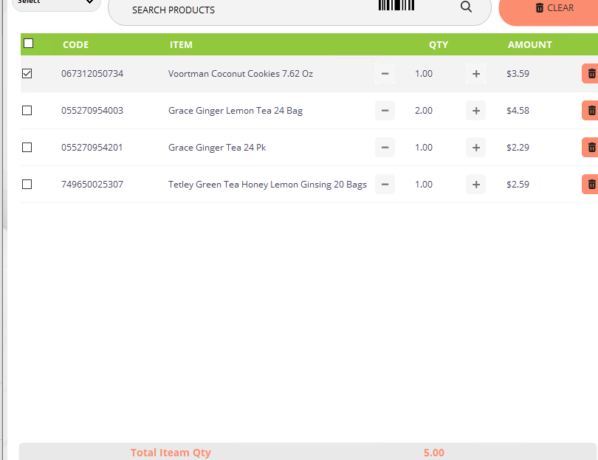 Select
SEARCH PRODUCTS
CLEAR
CODE ITEM QTY AMOUNT
067312050734 Voortman Coconut Cookies 7.62 Oz − 1.00 + $3.59
055270954003 Grace Ginger Lemon Tea 24 Bag − 2.00 + $4.58
055270954201 Grace Ginger Tea 24 Pk − 1.00 + $2.29
749650025307 Tetley Green Tea Honey Lemon Ginsing 20 Bags − 1.00 + $2.59
Total Iteam Qty 5.00